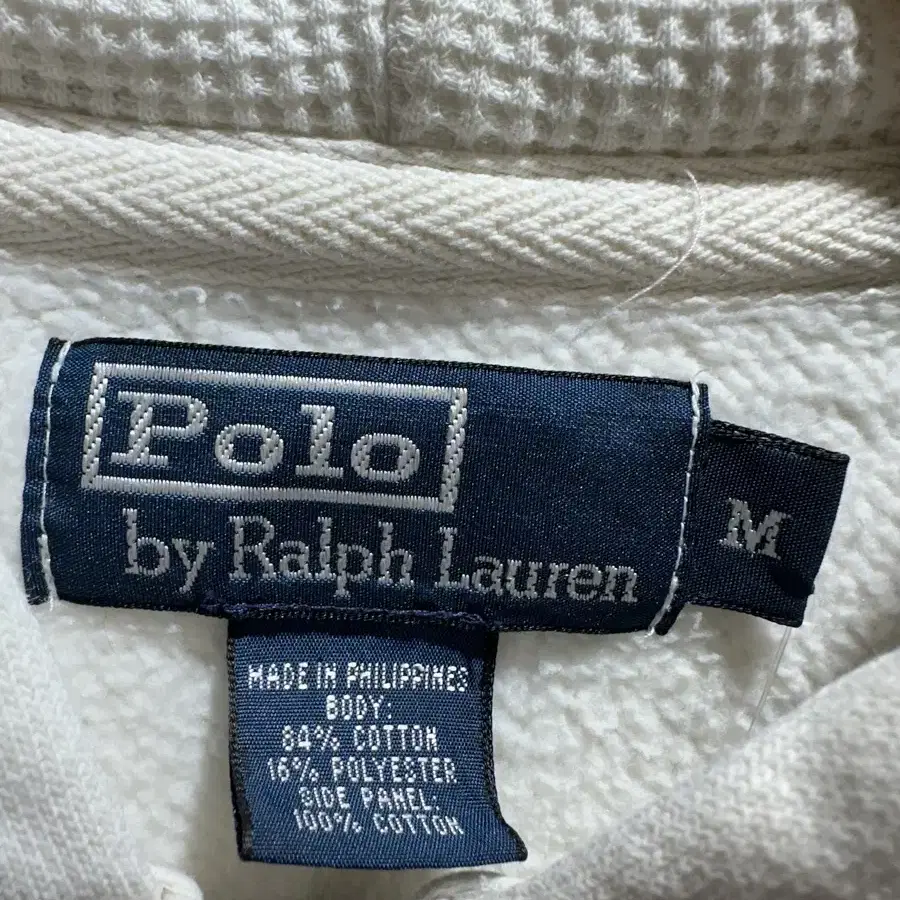 Polo
by Ralph Lauren
M
MADE IN PHILIPPINES
BODY:
84% COTTON
16% POLYESTER
SIDE PANEL:
100% COTTON